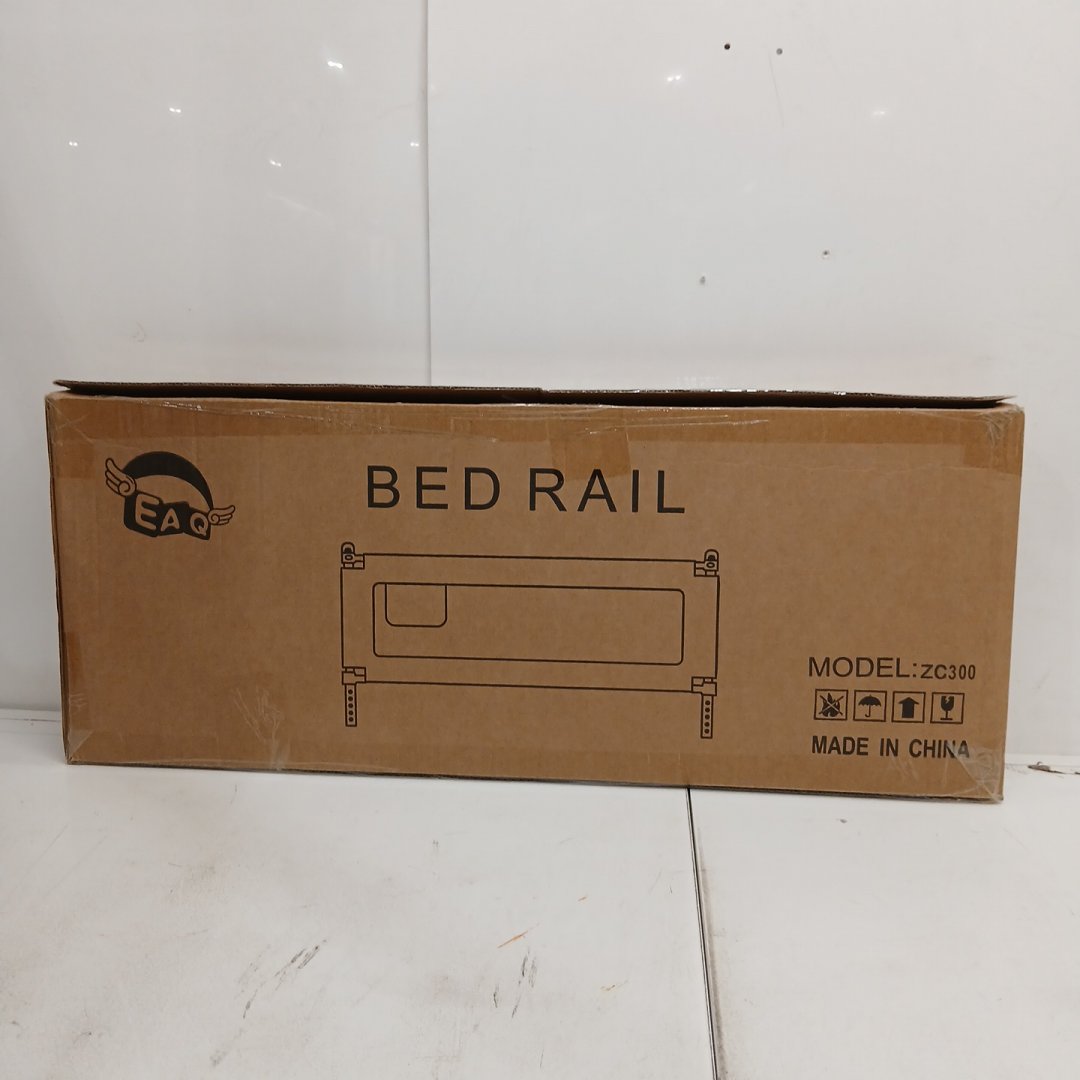 EAQ
BED RAIL
MODEL:ZC300
MADE IN CHINA